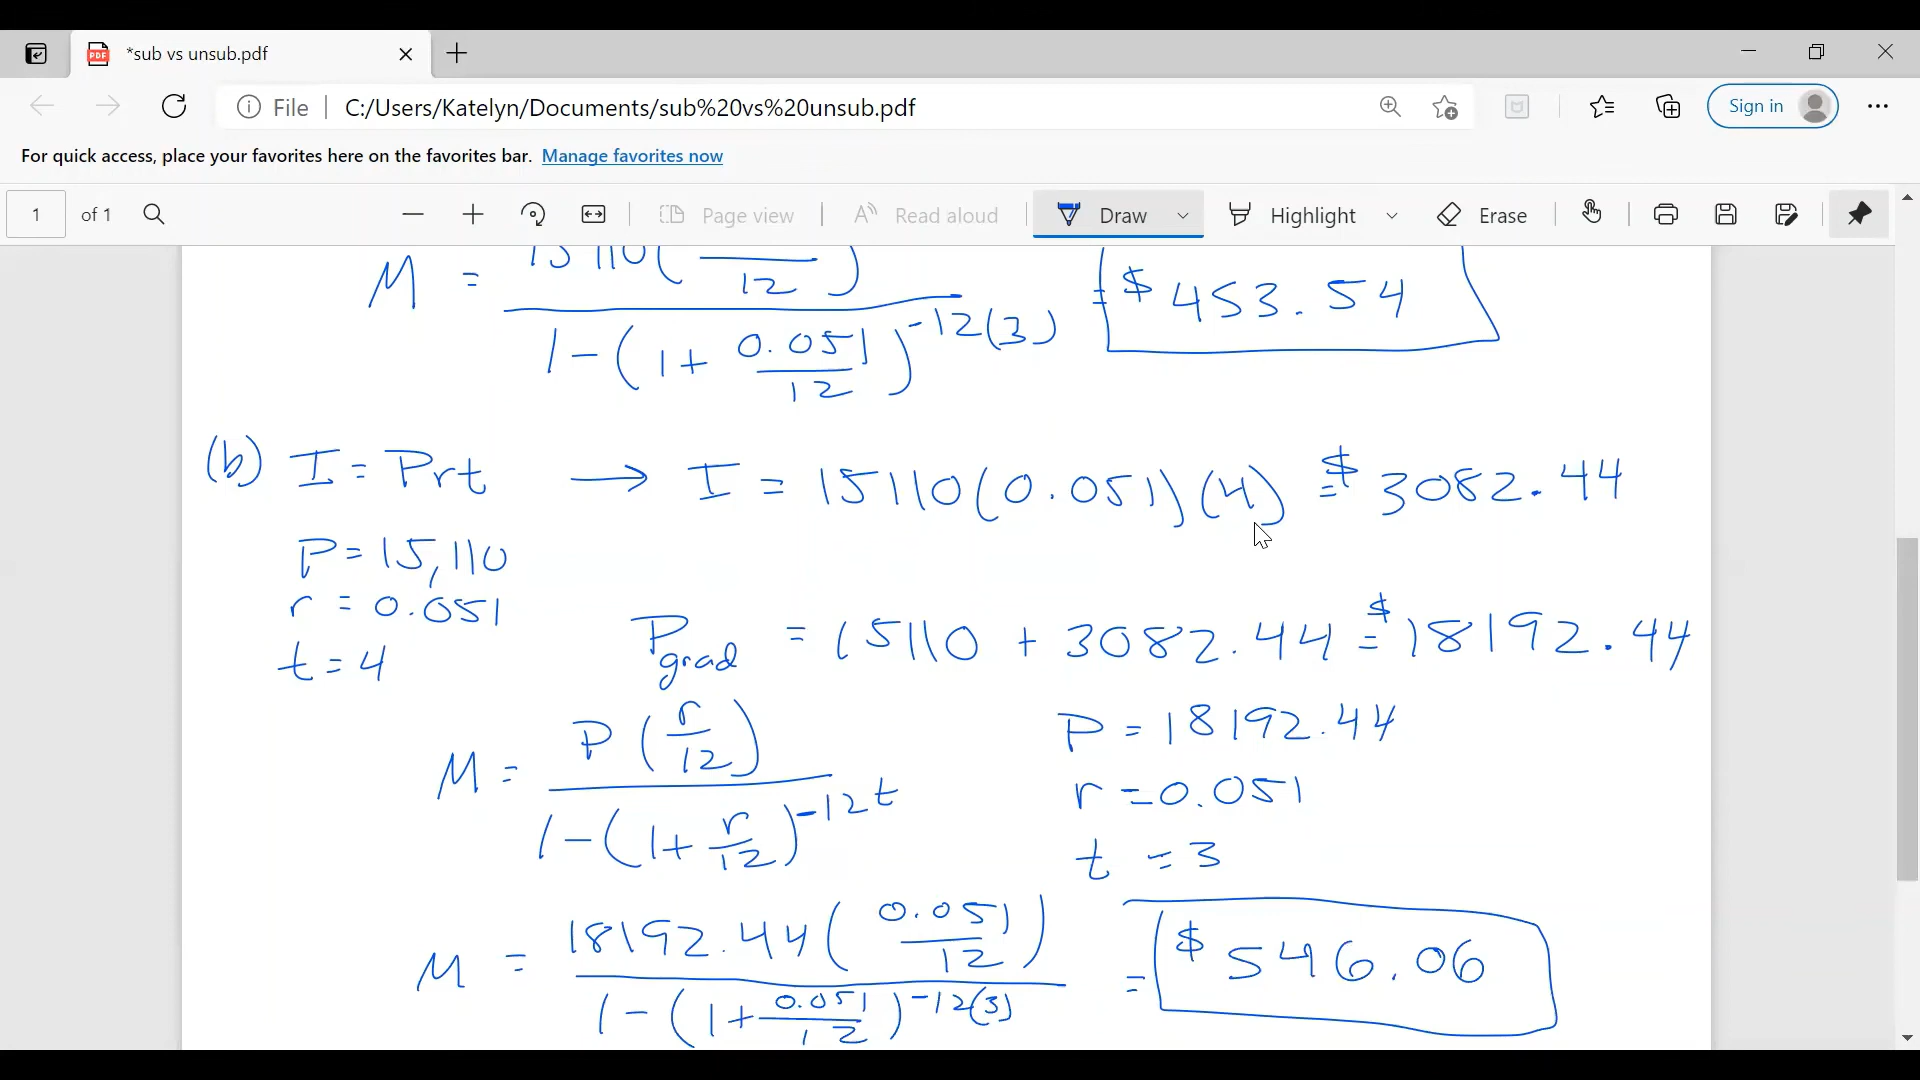 *sub vs unsub.pdf
File | C:/Users/Katelyn/Documents/sub%20vs%20unsub.pdf
Sign in
For quick access, place your favorites here on the favorites bar. Manage favorites now
1 of 1
Page view
Read aloud
Draw
Highlight
Erase
M = 15110( /12) / 1-(1+ 0.051/12)^-12(3) = $453.54
(b) I = Prt → I = 15110(0.051)(4) = $3082.44
P = 15,110
r = 0.051
t = 4
P grad = 15110 + 3082.44 = $18192.44
M = P(r/12) / 1-(1+ r/12)^-12t
P = 18192.44
r = 0.051
t = 3
M = 18192.44(0.051/12) / 1-(1+ 0.051/12)^-12(3) = $546.06